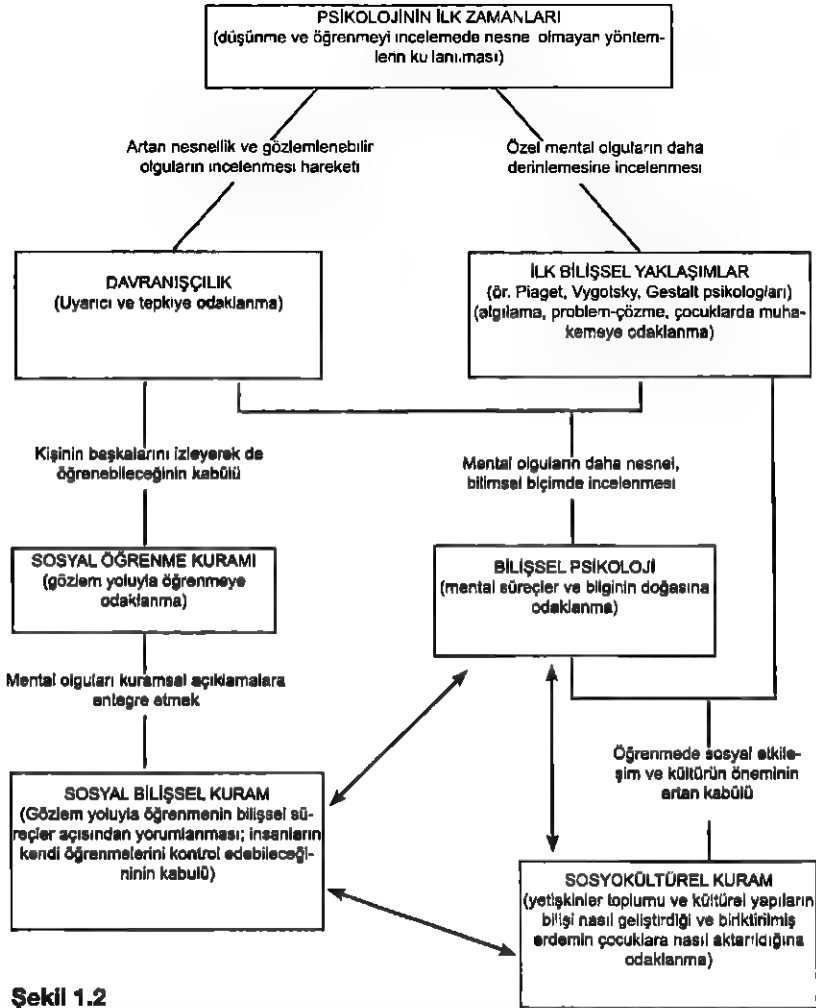 PSİKOLOJİNİN İLK ZAMANLARI
(düşünme ve öğrenmeyi incelemede nesne olmayan yöntem-
lerin ku lanı.ması)
Artan nesnellik ve gözlemlenebilir
olguların incelenmesi hareketi
Özel mental olguların daha
derinlemesine incelenmesi
DAVRANIŞÇILIK
(Uyarıcı ve tepkiye odaklanma)
İLK BİLİŞSEL YAKLAŞIMLAR
(ör. Piaget, Vygotsky, Gestalt psikologları)
(algılama, problem-çözme, çocuklarda muha-
kemeye odaklanma)
Kişinin başkalarını izleyerek de
öğrenebileceğinin kabülü
Mental olguların daha nesnel,
bilimsel biçimde incelenmesi
SOSYAL ÖĞRENME KURAMI
(gözlem yoluyla öğrenmeye
odaklanma)
BİLİŞSEL PSİKOLOJİ
(mental süreçler ve bilginin doğasına
odaklanma)
Mental olguları kuramsal açıklamalara
entegre etmek
Öğrenmede sosyal etkile-
şim ve kültürün öneminin
artan kabülü
SOSYAL BİLİŞSEL KURAM
(Gözlem yoluyla öğrenmenin bilişsel sü-
reçler açısından yorumlanması; insanların
kendi öğrenmelerini kontrol edebileceği-
ninin kabulü)
SOSYOKÜLTÜREL KURAM
(yetişkinler toplumu ve kültürel yapıların
bilişi nasıl geliştirdiği ve biriktirilmiş
erdemin çocuklara nasıl aktarıldığına
odaklanma)
Şekil 1.2